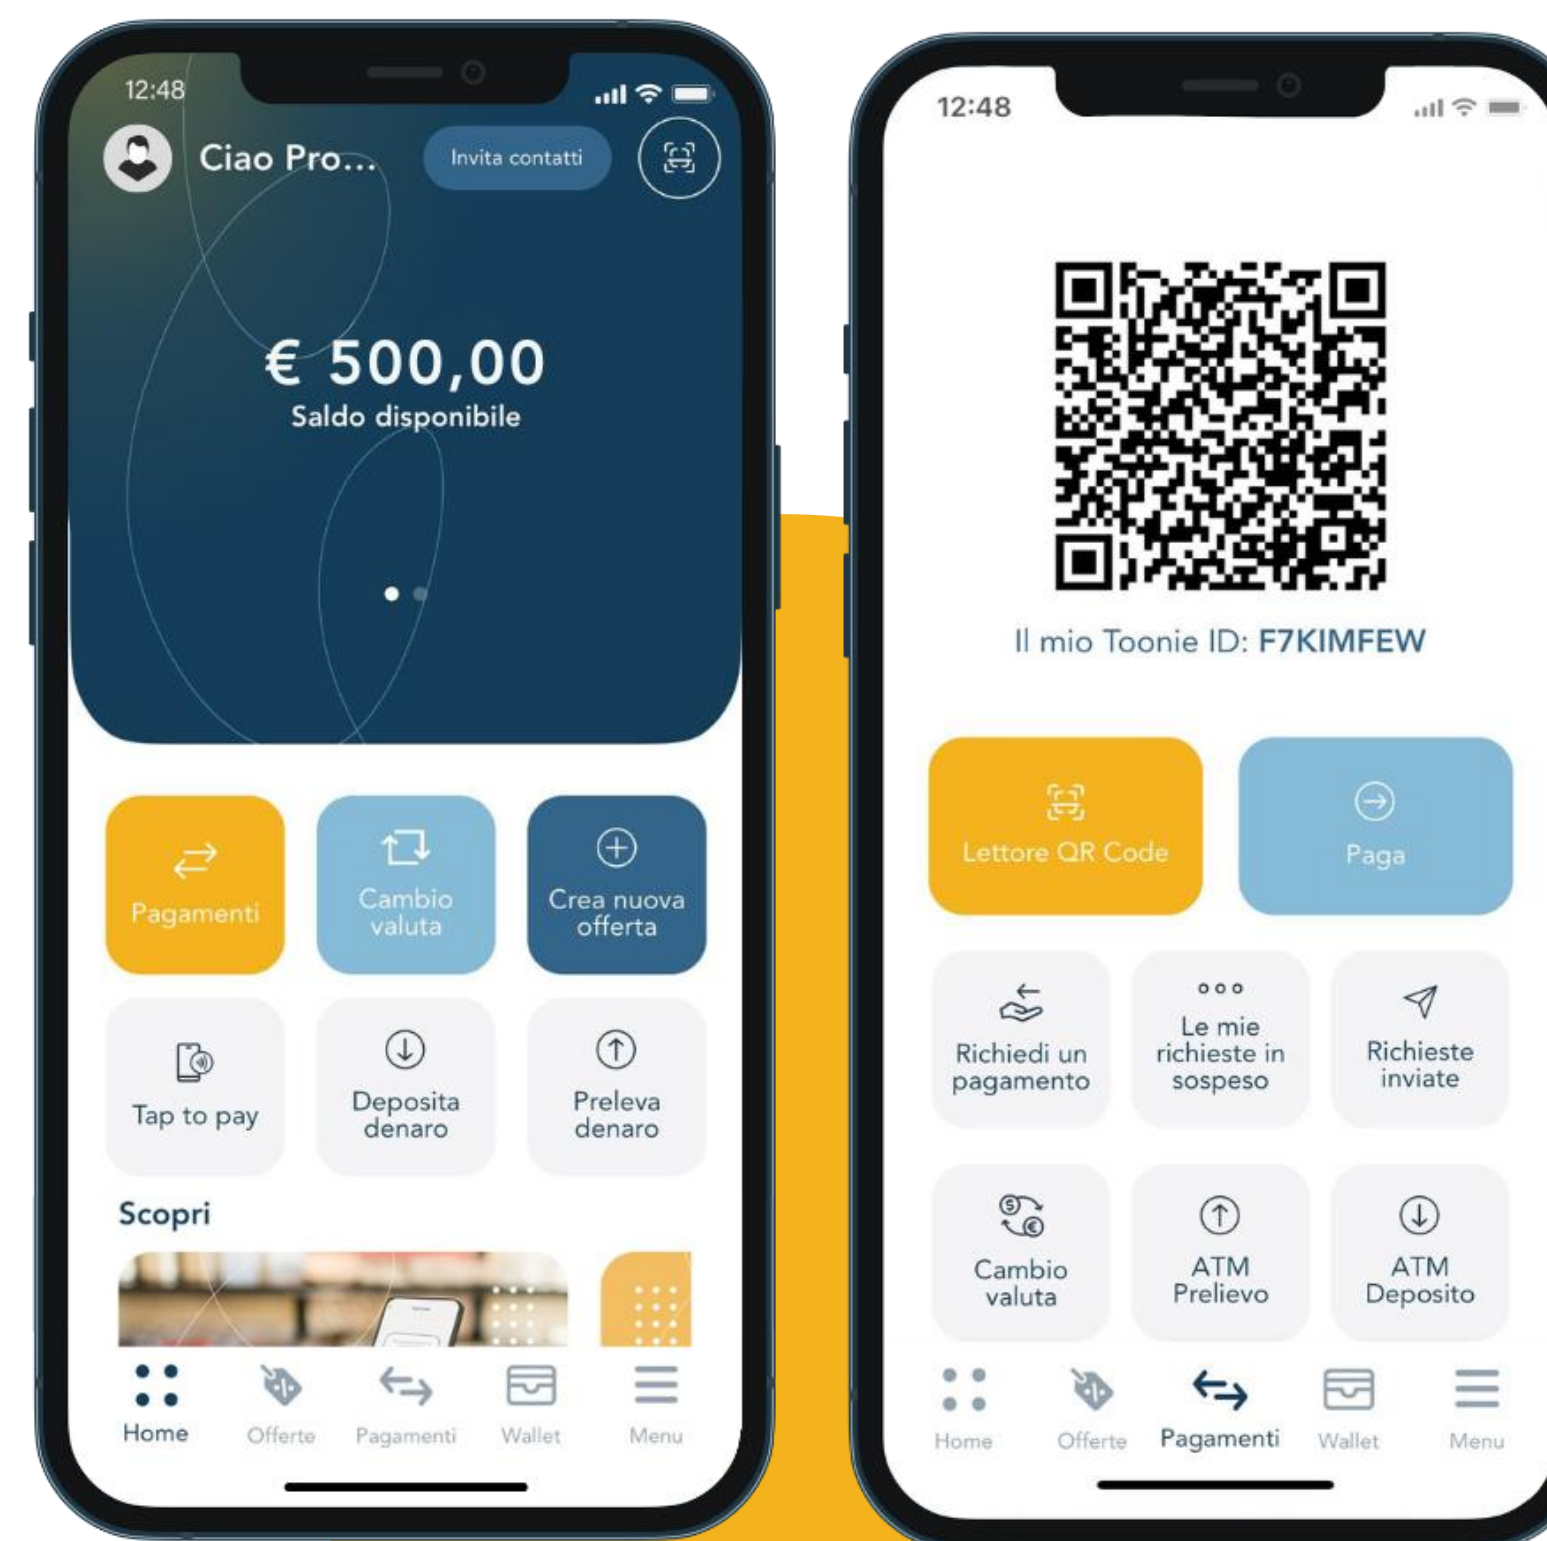 12:48
Ciao Pro...
Invita contatti
€ 500,00
Saldo disponibile
Pagamenti
Cambio
valuta
Crea nuova
offerta
Tap to pay
Deposita
denaro
Preleva
denaro
Scopri
Home
Offerte
Pagamenti
Wallet
Menu
12:48
Il mio Toonie ID: F7KIMFEW
Lettore QR Code
Paga
Richiedi un
pagamento
Le mie
richieste in
sospeso
Richieste
inviate
Cambio
valuta
ATM
Prelievo
ATM
Deposito
Home
Offerte
Pagamenti
Wallet
Menu